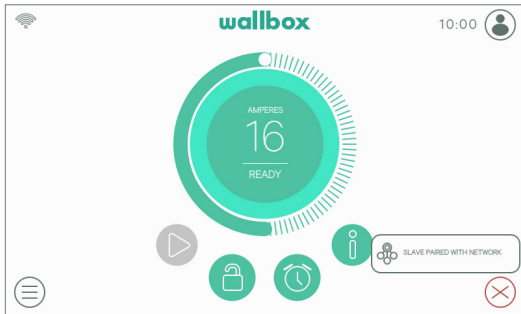 wallbox
10:00
AMPERES
16
READY
SLAVE PAIRED WITH NETWORK